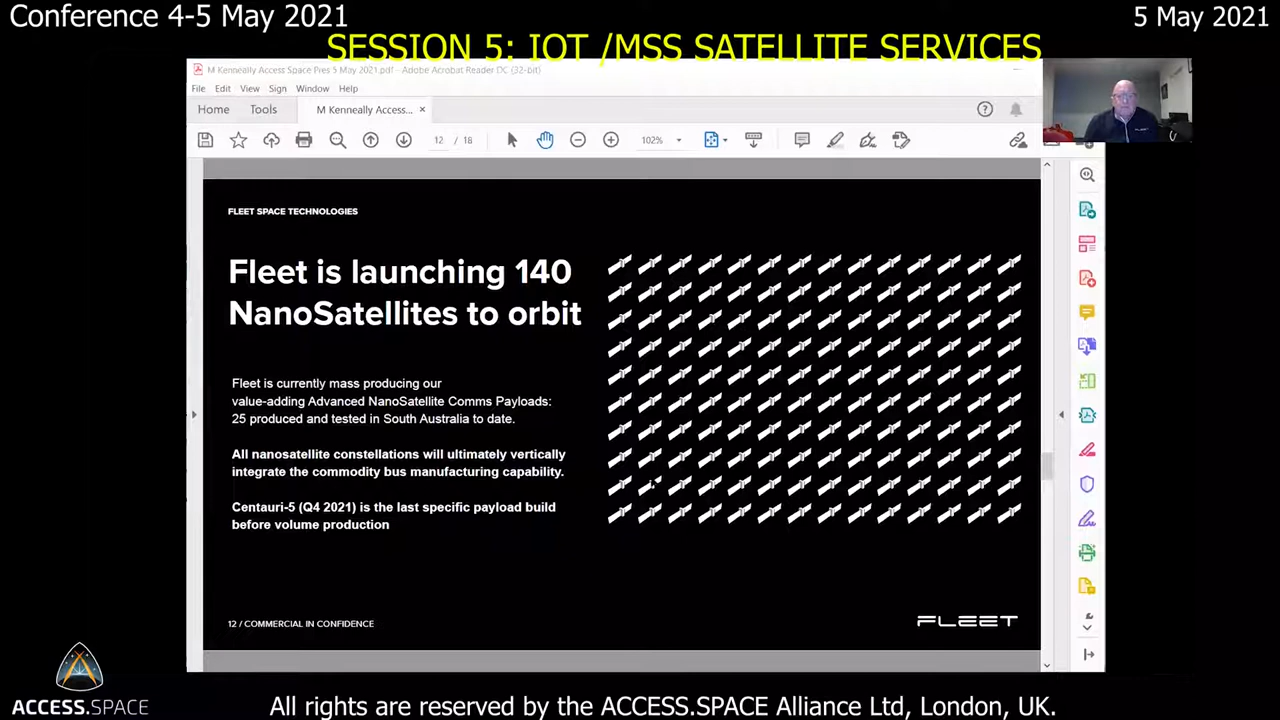 Conference 4-5 May 2021
5 May 2021
SESSION 5: IOT /MSS SATELLITE SERVICES
M Kenneally Access Space Pres 5 May 2021.pdf - Adobe Acrobat Reader DC (32-bit)
File Edit View Sign Window Help
Home Tools M Kenneally Access... ×
12 / 18 102%
FLEET SPACE TECHNOLOGIES
Fleet is launching 140
NanoSatellites to orbit
Fleet is currently mass producing our
value-adding Advanced NanoSatellite Comms Payloads:
25 produced and tested in South Australia to date.
All nanosatellite constellations will ultimately vertically
integrate the commodity bus manufacturing capability.
Centauri-5 (Q4 2021) is the last specific payload build
before volume production
12 / COMMERCIAL IN CONFIDENCE
FLEET
ACCESS.SPACE
All rights are reserved by the ACCESS.SPACE Alliance Ltd, London, UK.